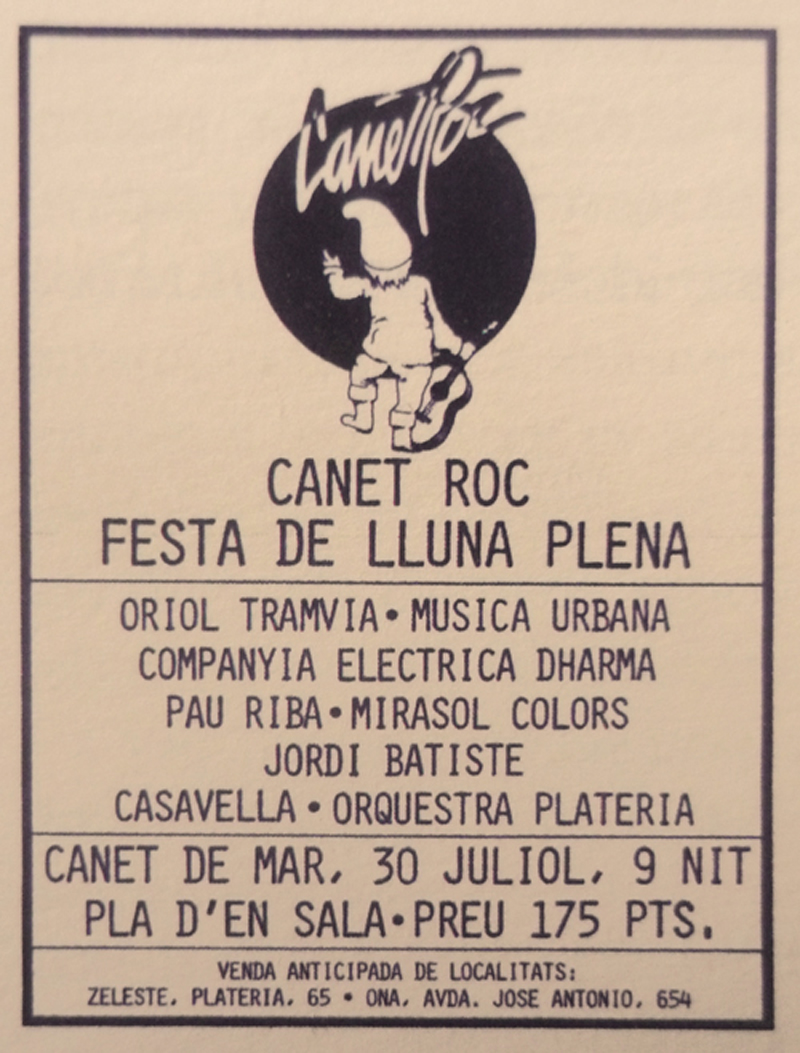 Canet Roc
CANET ROC
FESTA DE LLUNA PLENA
ORIOL TRAMVIA • MUSICA URBANA
COMPANYIA ELECTRICA DHARMA
PAU RIBA • MIRASOL COLORS
JORDI BATISTE
CASAVELLA • ORQUESTRA PLATERIA
CANET DE MAR, 30 JULIOL, 9 NIT
PLA D'EN SALA • PREU 175 PTS.
VENDA ANTICIPADA DE LOCALITATS:
ZELESTE, PLATERIA, 65 • ONA, AVDA. JOSE ANTONIO, 654